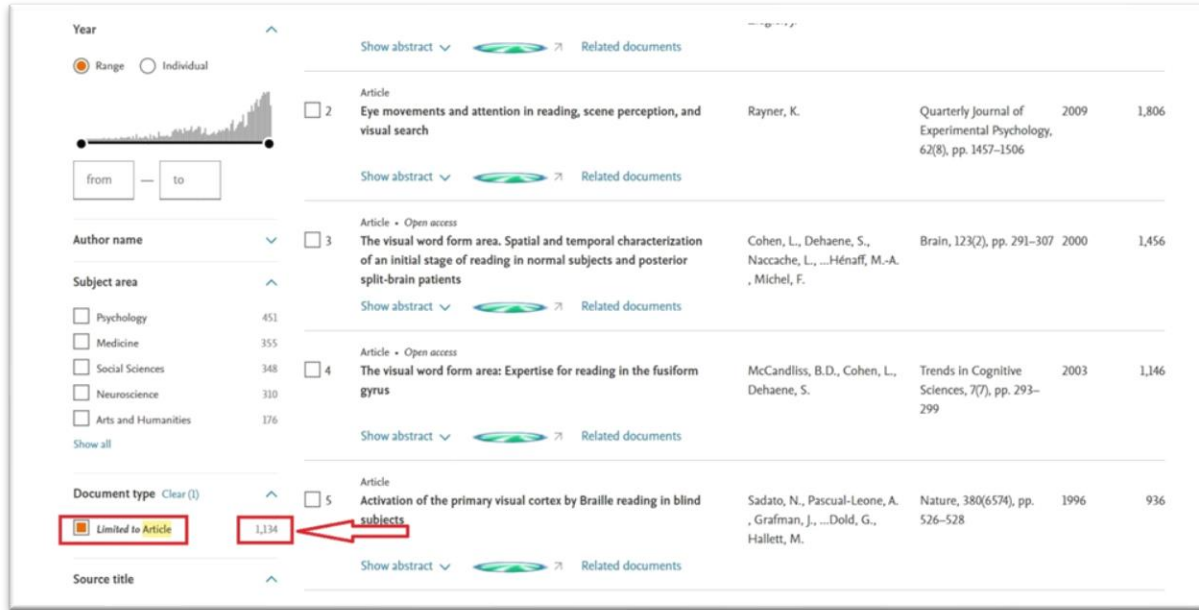 Year
Range Individual
from — to
Author name
Subject area
Psychology 451
Medicine 355
Social Sciences 348
Neuroscience 310
Arts and Humanities 176
Show all
Document type Clear (1)
Limited to Article 1,134
Source title
Show abstract Related documents
Article
2 Eye movements and attention in reading, scene perception, and Rayner, K. Quarterly Journal of 2009 1,806
visual search Experimental Psychology,
62(8), pp. 1457–1506
Show abstract Related documents
Article • Open access
3 The visual word form area. Spatial and temporal characterization Cohen, L., Dehaene, S., Brain, 123(2), pp. 291–307 2000 1,456
of an initial stage of reading in normal subjects and posterior Naccache, L., ...Hénaff, M.-A.
split-brain patients , Michel, F.
Show abstract Related documents
Article • Open access
4 The visual word form area: Expertise for reading in the fusiform McCandliss, B.D., Cohen, L., Trends in Cognitive 2003 1,146
gyrus Dehaene, S. Sciences, 7(7), pp. 293–
299
Show abstract Related documents
Article
5 Activation of the primary visual cortex by Braille reading in blind Sadato, N., Pascual-Leone, A. Nature, 380(6574), pp. 1996 936
subjects , Grafman, J., ...Dold, G., 526–528
Hallett, M.
Show abstract Related documents